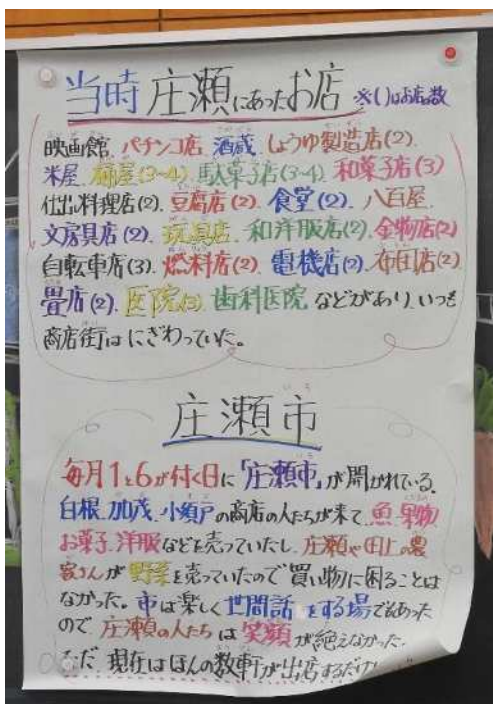 当時 庄瀬にあったお店 ※( )はお店の数
映画館、パチンコ店、酒蔵、しょうゆ製造店(2)、
米屋、桶屋(3~4)、駄菓子店(3~4)、和菓子店(3)
仕出料理店(2)、豆腐店(2)、食堂(2)、八百屋、
文房具店(2)、玩具店、和洋服店(2)、金物店(2)
自転車店(3)、燃料店(2)、電機店(2)、布団店(2)、
畳店(2)、医院(2)、歯科医院 などがあり、いつも
商店街は にぎわっていた。
庄瀬市
毎月1と6が付く日に「庄瀬市」が開かれている。
白根、加茂、小須戸の商店の人たちが来て、魚、果物
お菓子、洋服などを売っていたし、庄瀬や田上の農
家さんが野菜を売っていたので買い物に困ることは
なかった。市は楽しく世間話をする場でもあった
ので 庄瀬の人たちは 笑顔が絶えなかった。
ただ、現在はほんの数軒が出店するだけ